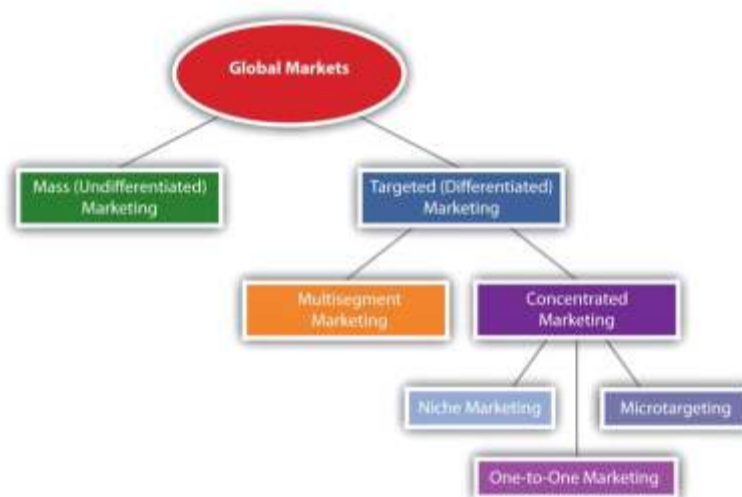 Global Markets
Mass (Undifferentiated)
Marketing
Targeted (Differentiated)
Marketing
Multisegment
Marketing
Concentrated
Marketing
Niche Marketing
Microtargeting
One-to-One Marketing